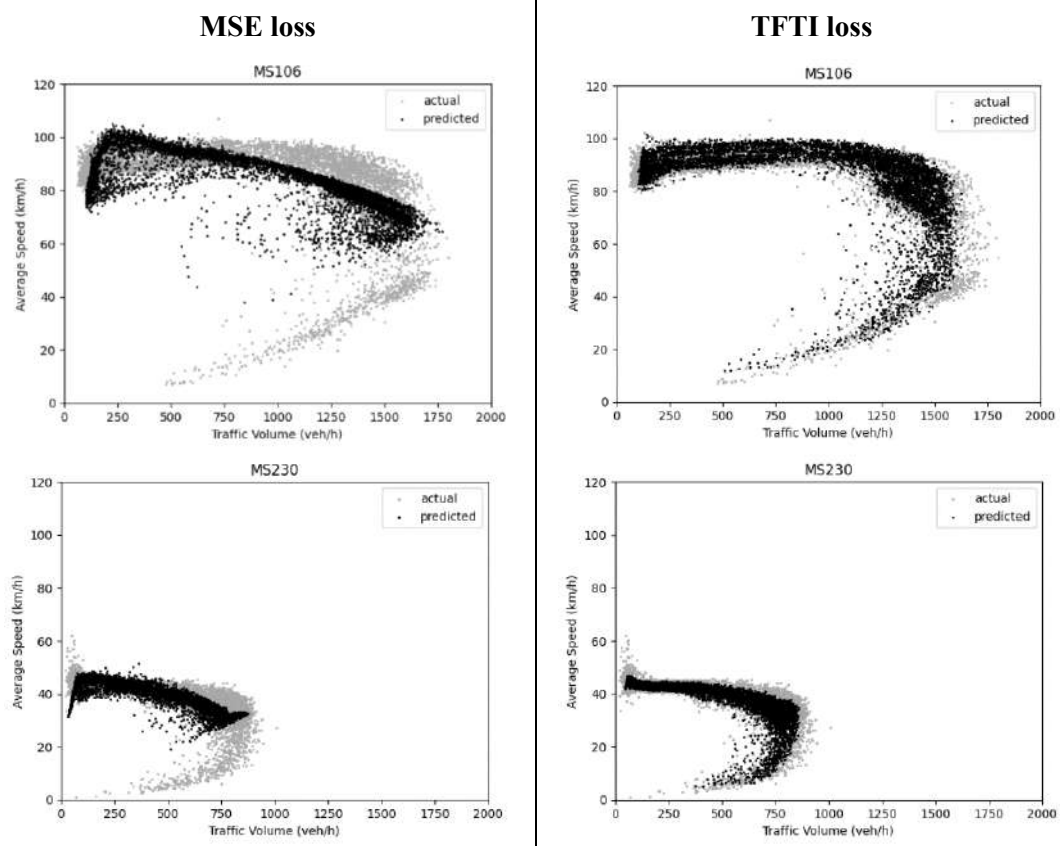 MSE loss
TFTI loss
MS106
120
100
80
60
40
20
0
Average Speed (km/h)
actual
predicted
0 250 500 750 1000 1250 1500 1750 2000
Traffic Volume (veh/h)
MS106
120
100
80
60
40
20
0
Average Speed (km/h)
actual
predicted
0 250 500 750 1000 1250 1500 1750 2000
Traffic Volume (veh/h)
MS230
120
100
80
60
40
20
0
Average Speed (km/h)
actual
predicted
0 250 500 750 1000 1250 1500 1750 2000
Traffic Volume (veh/h)
MS230
120
100
80
60
40
20
0
Average Speed (km/h)
actual
predicted
0 250 500 750 1000 1250 1500 1750 2000
Traffic Volume (veh/h)